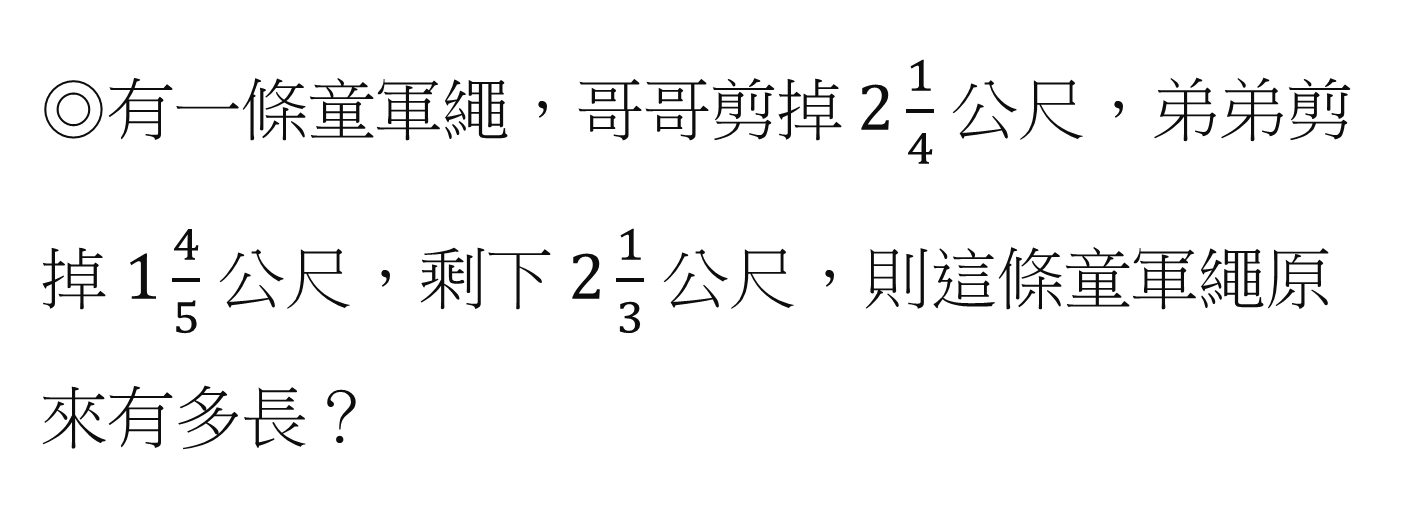 ◎有一條童軍繩，哥哥剪掉 2 1/4 公尺，弟弟剪
掉 1 4/5 公尺，剩下 2 1/3 公尺，則這條童軍繩原
來有多長？